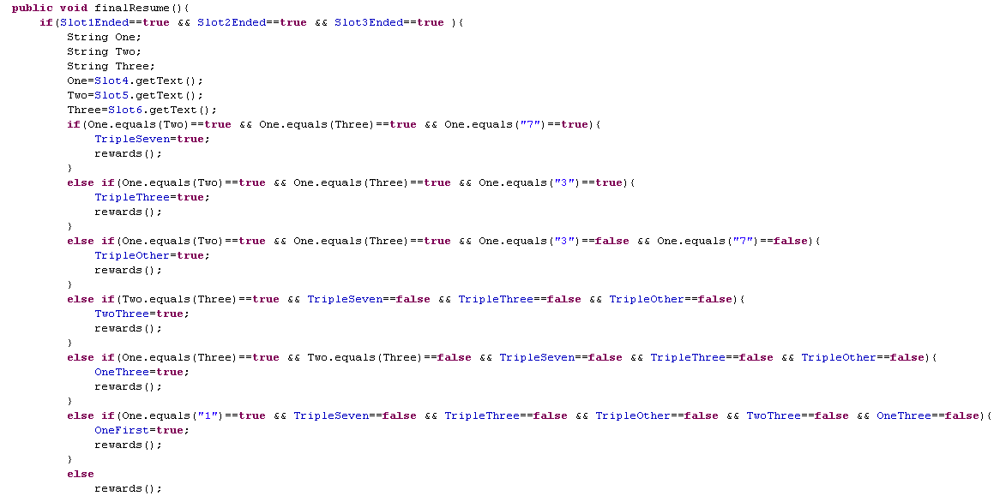 public void finalResume(){
    if(Slot1Ended==true && Slot2Ended==true && Slot3Ended==true ){
        String One;
        String Two;
        String Three;
        One=Slot4.getText();
        Two=Slot5.getText();
        Three=Slot6.getText();
        if(One.equals(Two)==true && One.equals(Three)==true && One.equals("7")==true){
            TripleSeven=true;
            rewards();
        }
        else if(One.equals(Two)==true && One.equals(Three)==true && One.equals("3")==true){
            TripleThree=true;
            rewards();
        }
        else if(One.equals(Two)==true && One.equals(Three)==true && One.equals("3")==false && One.equals("7")==false){
            TripleOther=true;
            rewards();
        }
        else if(Two.equals(Three)==true && TripleSeven==false && TripleThree==false && TripleOther==false){
            TwoThree=true;
            rewards();
        }
        else if(One.equals(Three)==true && Two.equals(Three)==false && TripleSeven==false && TripleThree==false && TripleOther==false){
            OneThree=true;
            rewards();
        }
        else if(One.equals("1")==true && TripleSeven==false && TripleThree==false && TripleOther==false && TwoThree==false && OneThree==false){
            OneFirst=true;
            rewards();
        }
        else
            rewards();